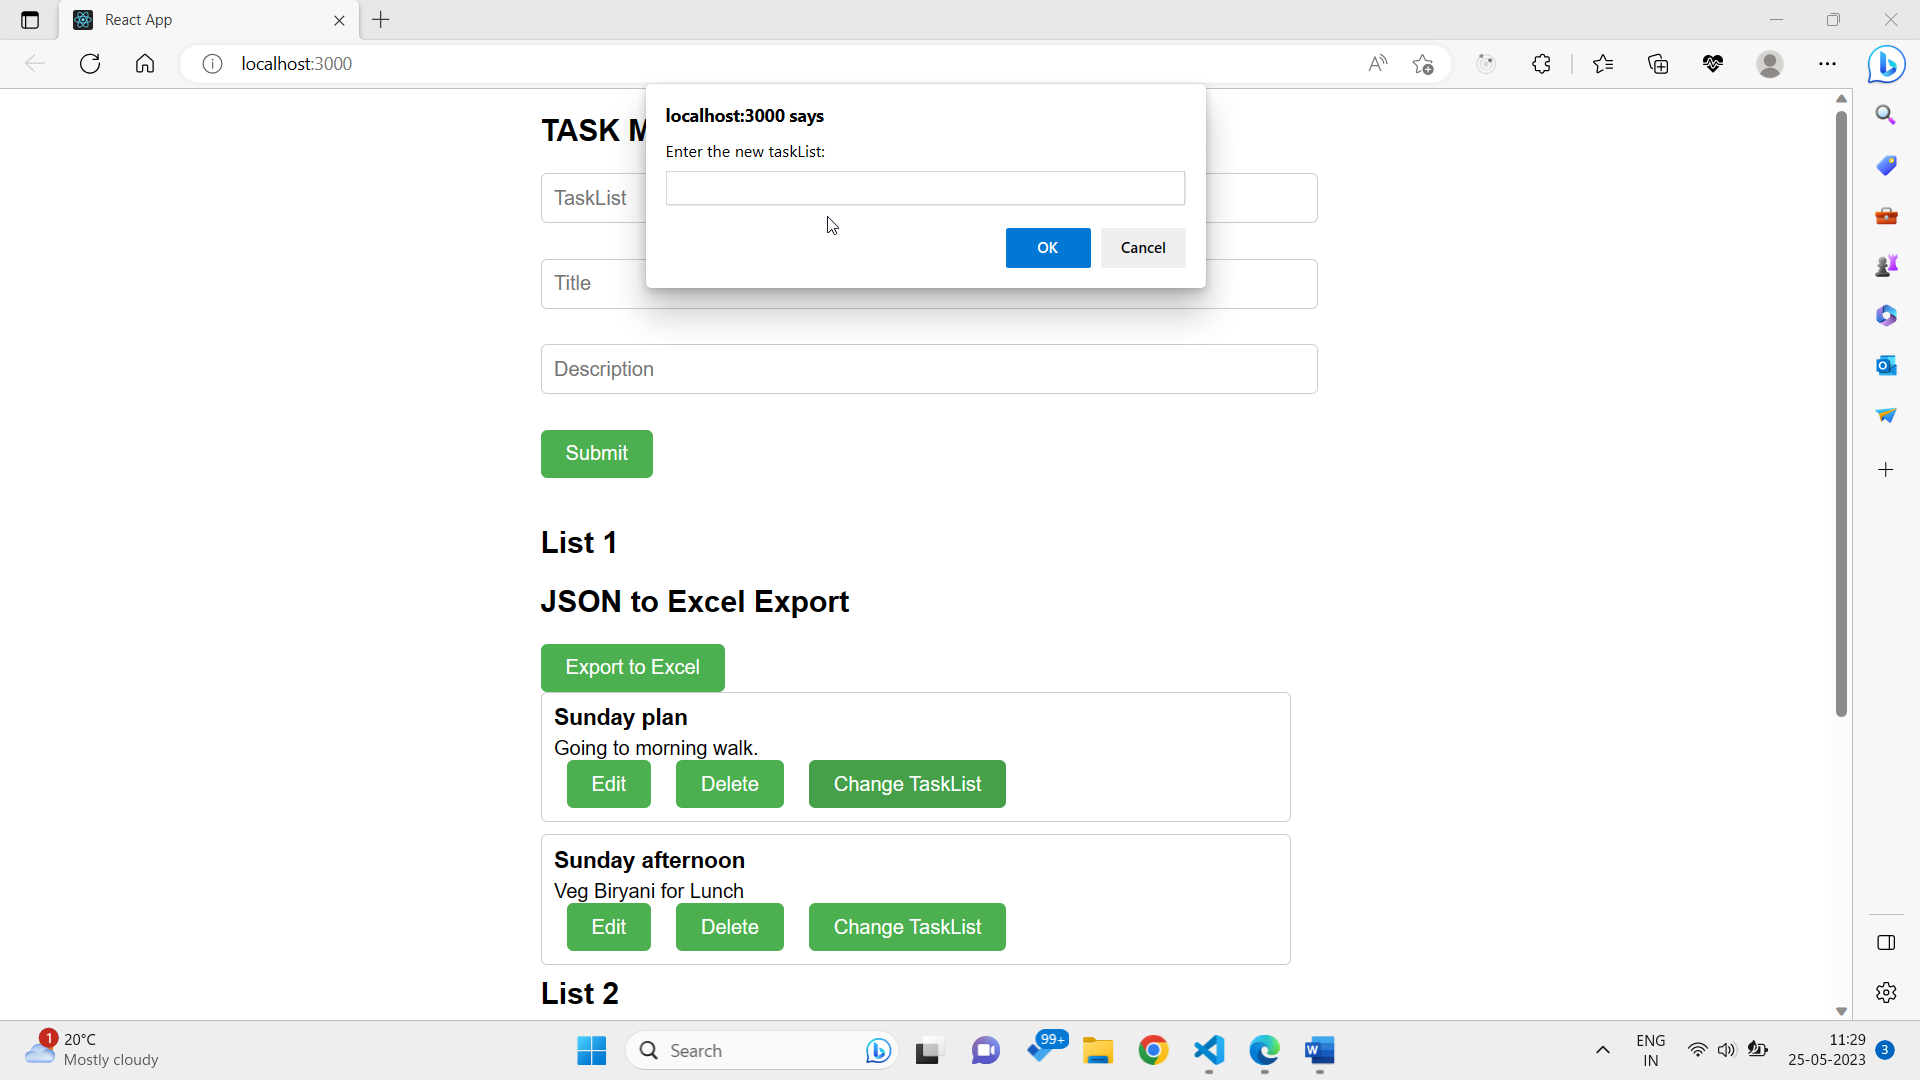 React App
localhost:3000
localhost:3000 says
Enter the new taskList:
OK
Cancel
TASK M
TaskList
Title
Description
Submit
List 1
JSON to Excel Export
Export to Excel
Sunday plan
Going to morning walk.
Edit
Delete
Change TaskList
Sunday afternoon
Veg Biryani for Lunch
Edit
Delete
Change TaskList
List 2
1
20°C
Mostly cloudy
Search
99+
ENG
IN
11:29
25-05-2023
3